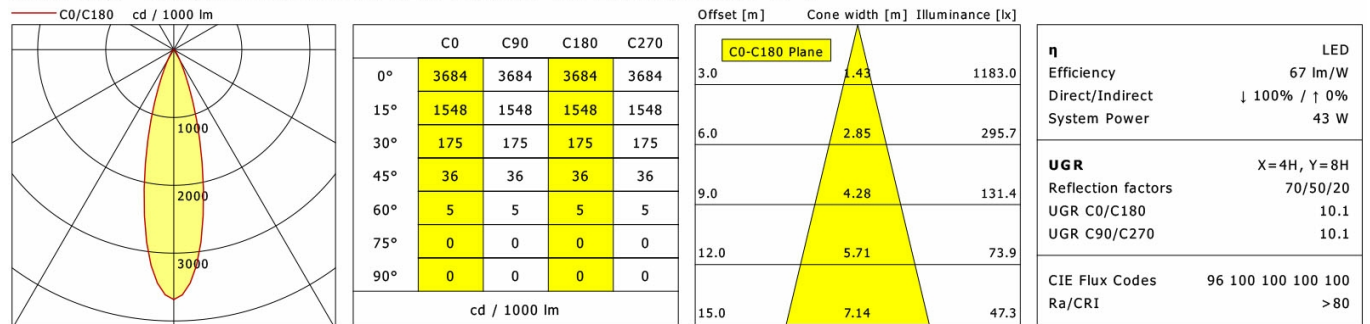 C0/C180 cd / 1000 lm
1000
2000
3000
C0 C90 C180 C270
0° 3684 3684 3684 3684
15° 1548 1548 1548 1548
30° 175 175 175 175
45° 36 36 36 36
60° 5 5 5 5
75° 0 0 0 0
90° 0 0 0 0
cd / 1000 lm
Offset [m] Cone width [m] Illuminance [lx]
C0-C180 Plane
3.0 1.43 1183.0
6.0 2.85 295.7
9.0 4.28 131.4
12.0 5.71 73.9
15.0 7.14 47.3
η LED
Efficiency 67 lm/W
Direct/Indirect ↓ 100% / ↑ 0%
System Power 43 W
UGR X=4H, Y=8H
Reflection factors 70/50/20
UGR C0/C180 10.1
UGR C90/C270 10.1
CIE Flux Codes 96 100 100 100 100
Ra/CRI >80